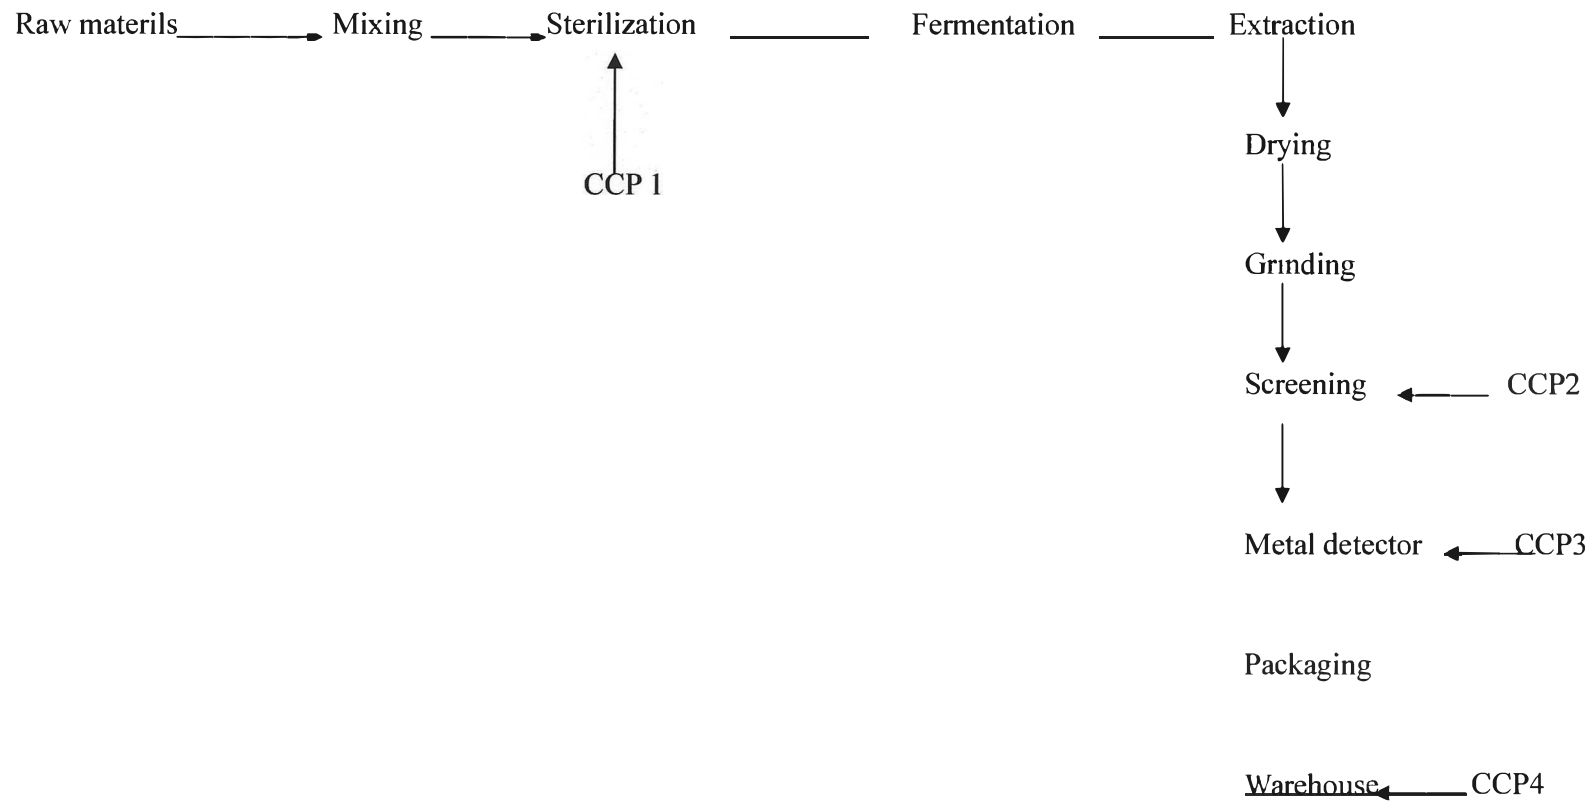 Raw materils Mixing Sterilization Fermentation Extraction
CCP 1
Drying
Grinding
Screening CCP2
Metal detector CCP3
Packaging
Warehouse CCP4